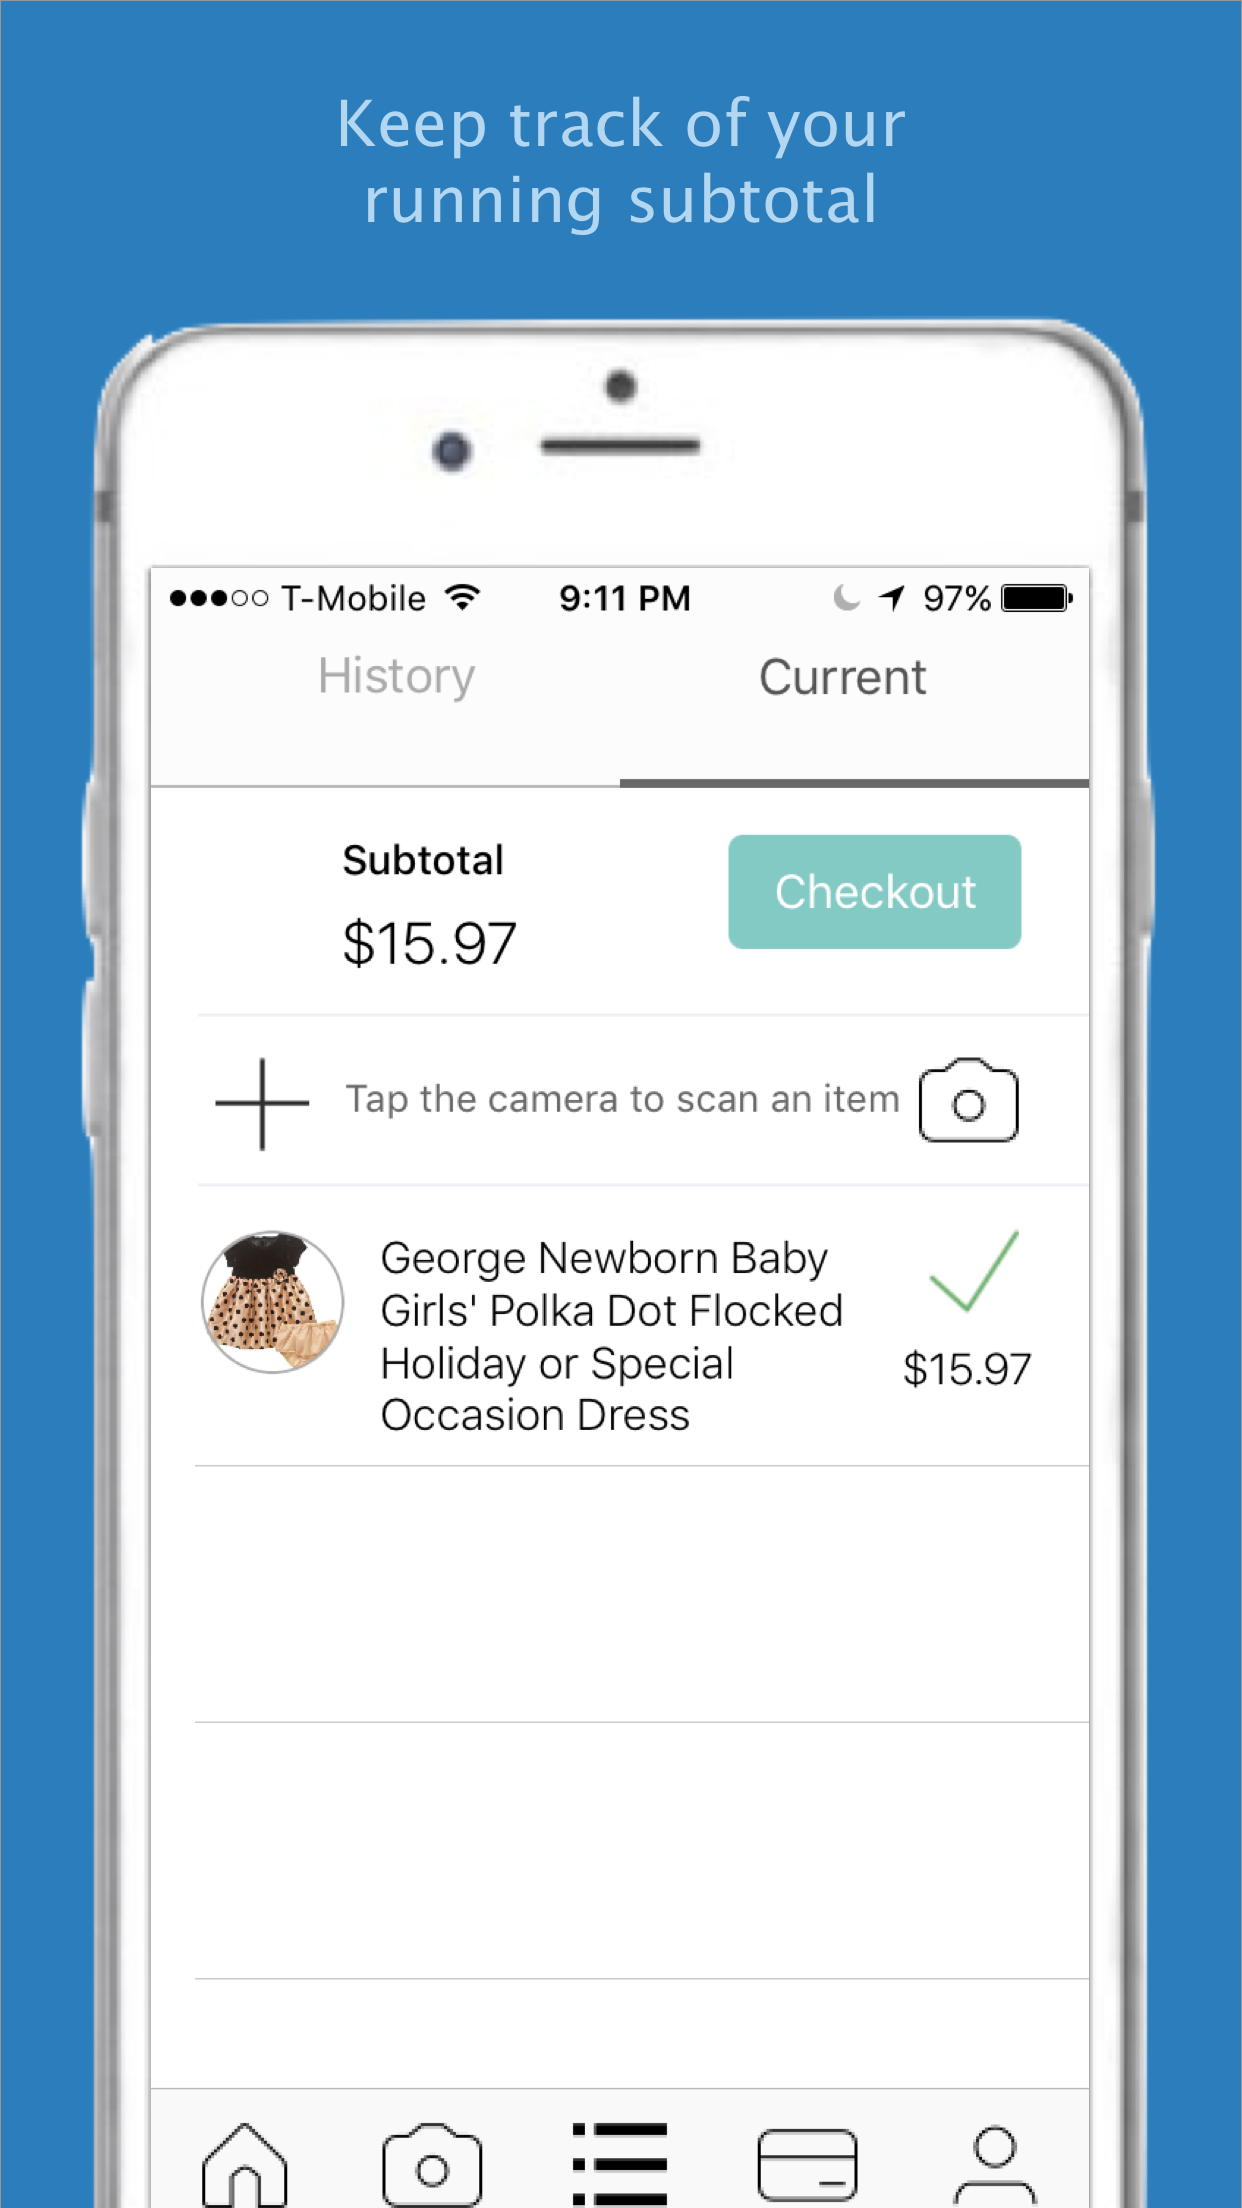 Keep track of your
running subtotal
T-Mobile 9:11 PM 97%
History Current
Subtotal
Checkout
$15.97
Tap the camera to scan an item
George Newborn Baby
Girls' Polka Dot Flocked
Holiday or Special
Occasion Dress
$15.97